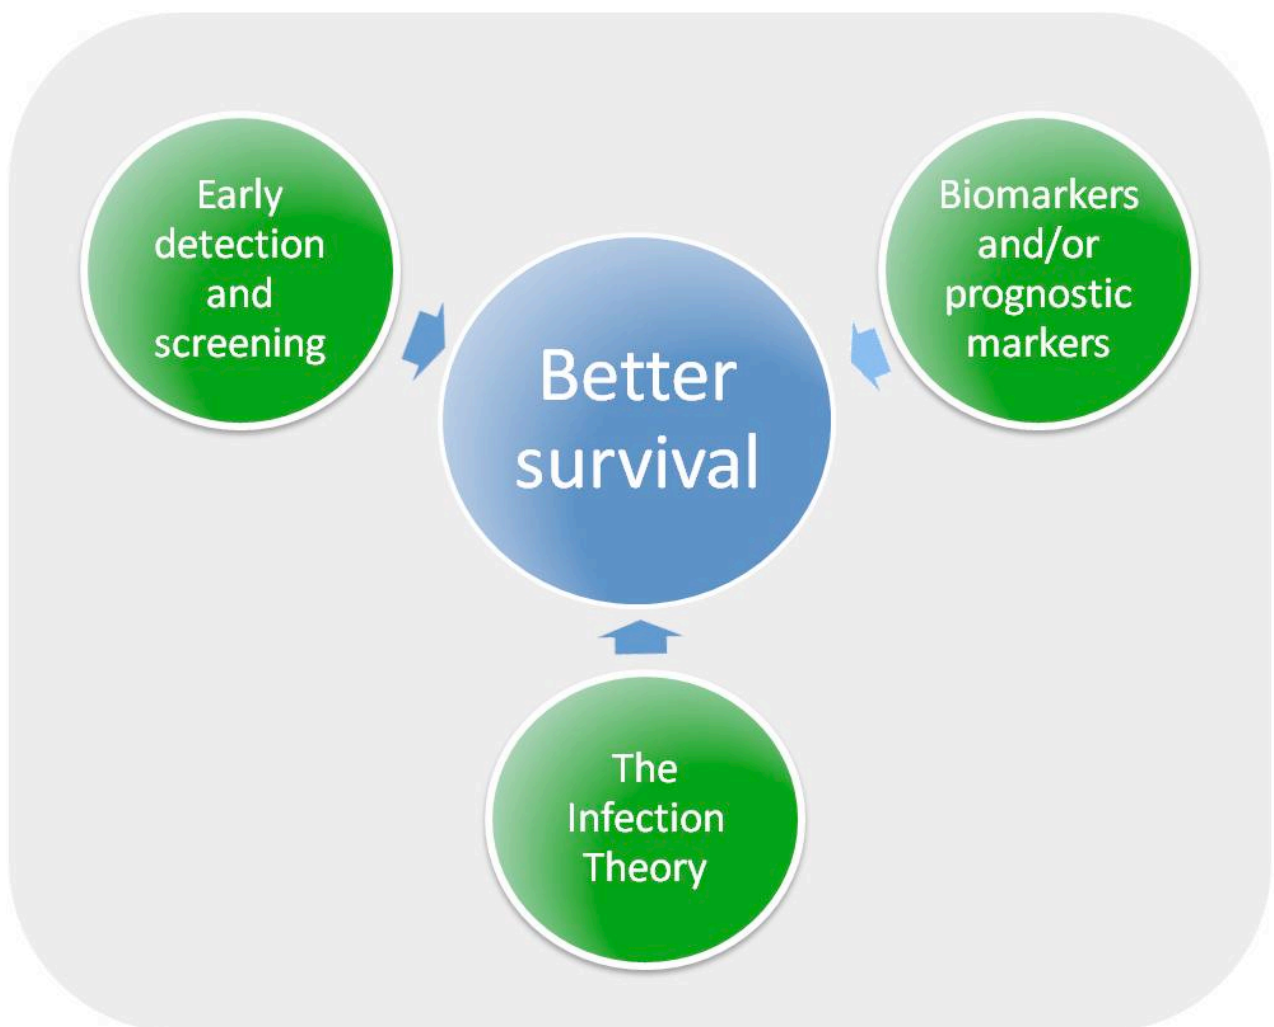 Early
detection
and
screening
Biomarkers
and/or
prognostic
markers
Better
survival
The
Infection
Theory